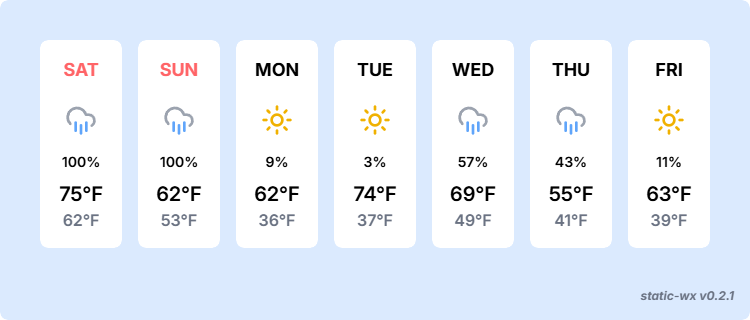 SAT SUN MON TUE WED THU FRI
100% 100% 9% 3% 57% 43% 11%
75°F 62°F 62°F 74°F 69°F 55°F 63°F
62°F 53°F 36°F 37°F 49°F 41°F 39°F
static-wx v0.2.1